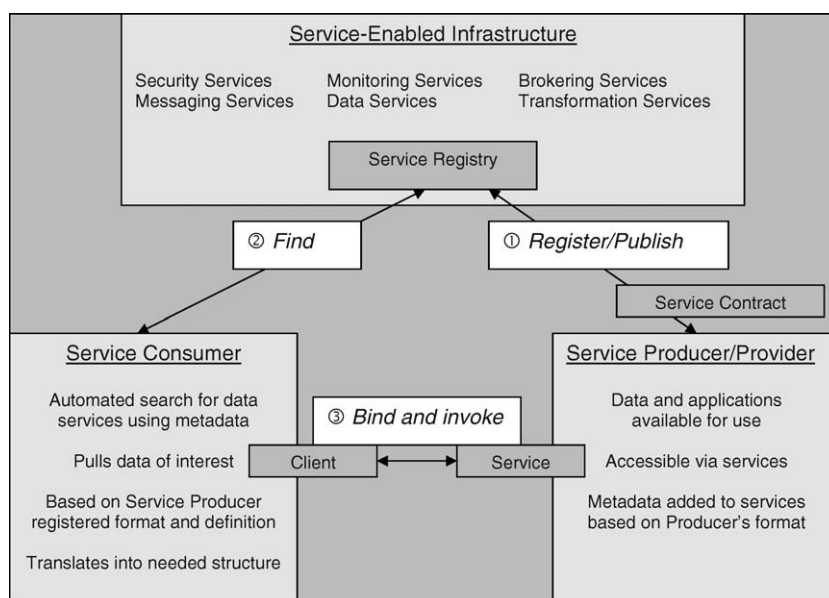 Service-Enabled Infrastructure
Security Services Monitoring Services Brokering Services
Messaging Services Data Services Transformation Services
Service Registry
② Find
① Register/Publish
Service Contract
Service Consumer
Automated search for data
services using metadata
Pulls data of interest
Based on Service Producer
registered format and definition
Translates into needed structure
③ Bind and invoke
Client
Service
Service Producer/Provider
Data and applications
available for use
Accessible via services
Metadata added to services
based on Producer's format